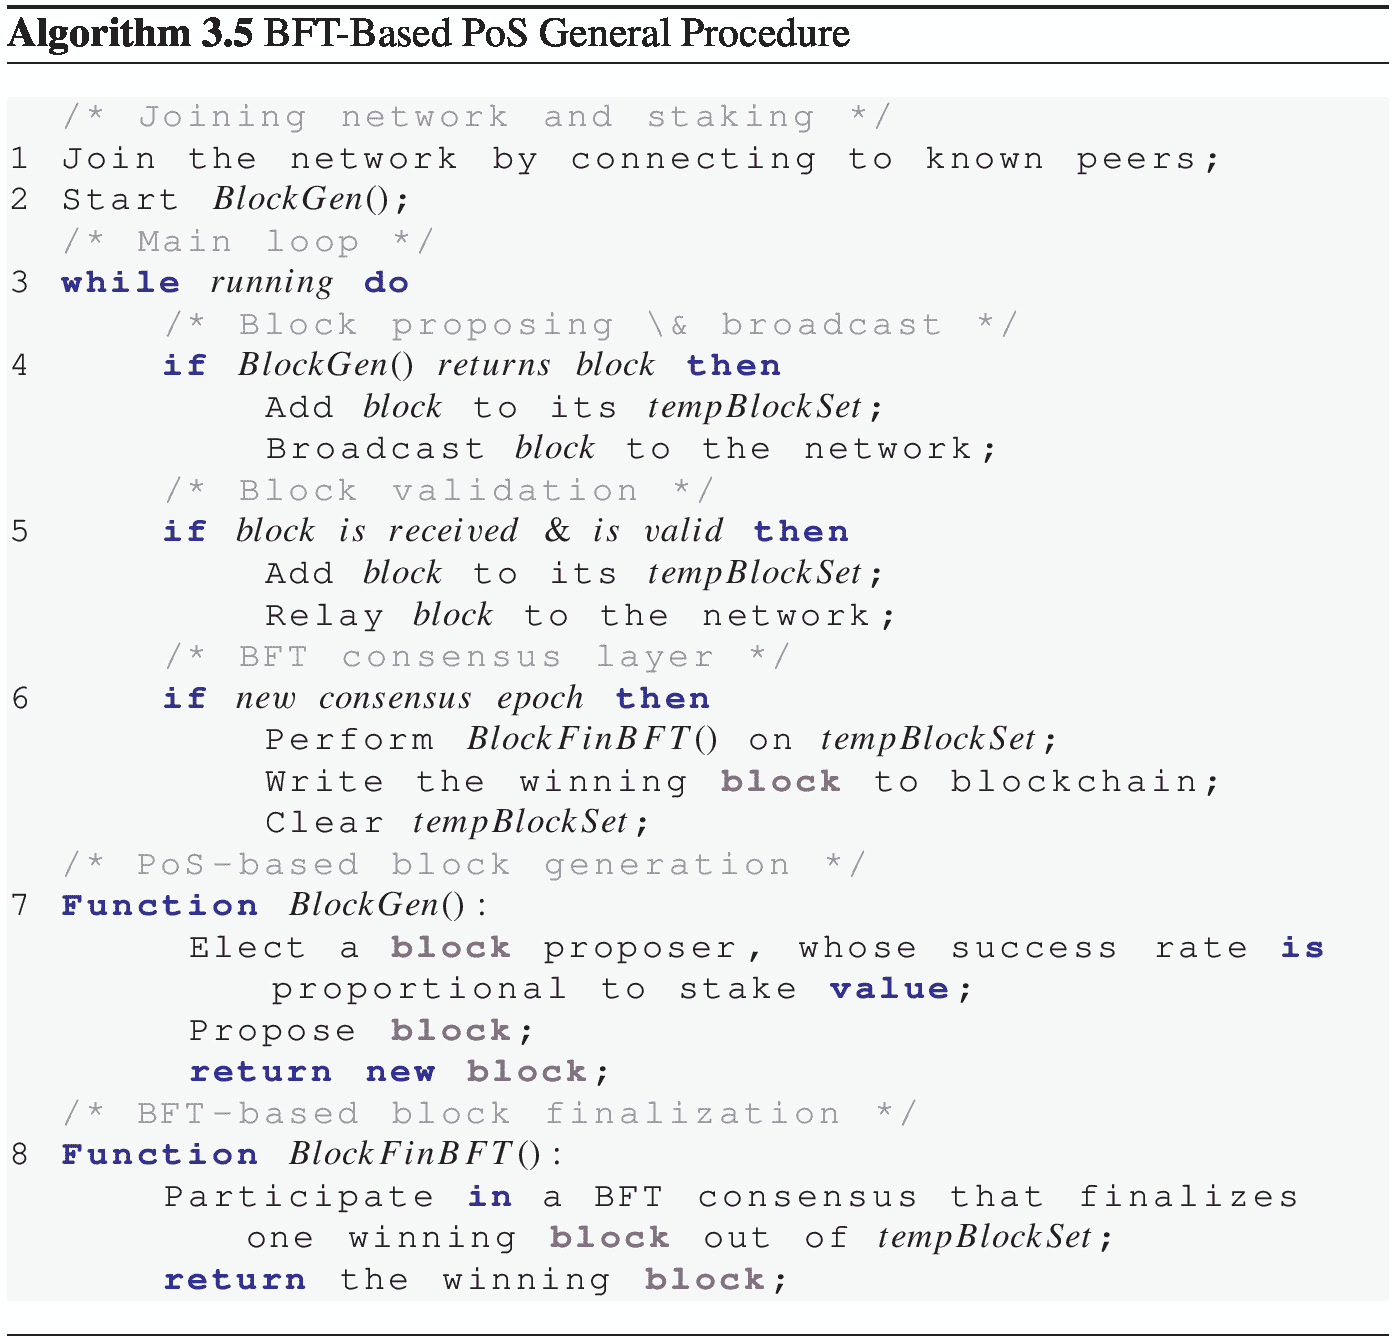 Algorithm 3.5 BFT-Based PoS General Procedure
/* Joining network and staking */
1 Join the network by connecting to known peers;
2 Start BlockGen();
/* Main loop */
3 while running do
/* Block proposing \& broadcast */
4 if BlockGen() returns block then
Add block to its tempBlockSet;
Broadcast block to the network;
/* Block validation */
5 if block is received & is valid then
Add block to its tempBlockSet;
Relay block to the network;
/* BFT consensus layer */
6 if new consensus epoch then
Perform BlockFinBFT() on tempBlockSet;
Write the winning block to blockchain;
Clear tempBlockSet;
/* PoS-based block generation */
7 Function BlockGen():
Elect a block proposer, whose success rate is
proportional to stake value;
Propose block;
return new block;
/* BFT-based block finalization */
8 Function BlockFinBFT():
Participate in a BFT consensus that finalizes
one winning block out of tempBlockSet;
return the winning block;